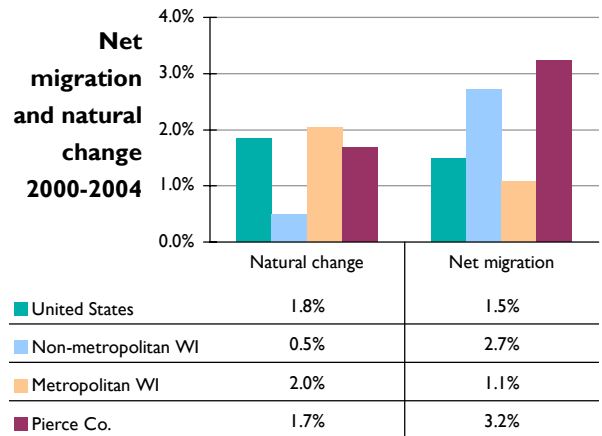 Net
migration
and natural
change
2000-2004
4.0%
3.0%
2.0%
1.0%
0.0%
Natural change Net migration
United States 1.8% 1.5%
Non-metropolitan WI 0.5% 2.7%
Metropolitan WI 2.0% 1.1%
Pierce Co. 1.7% 3.2%